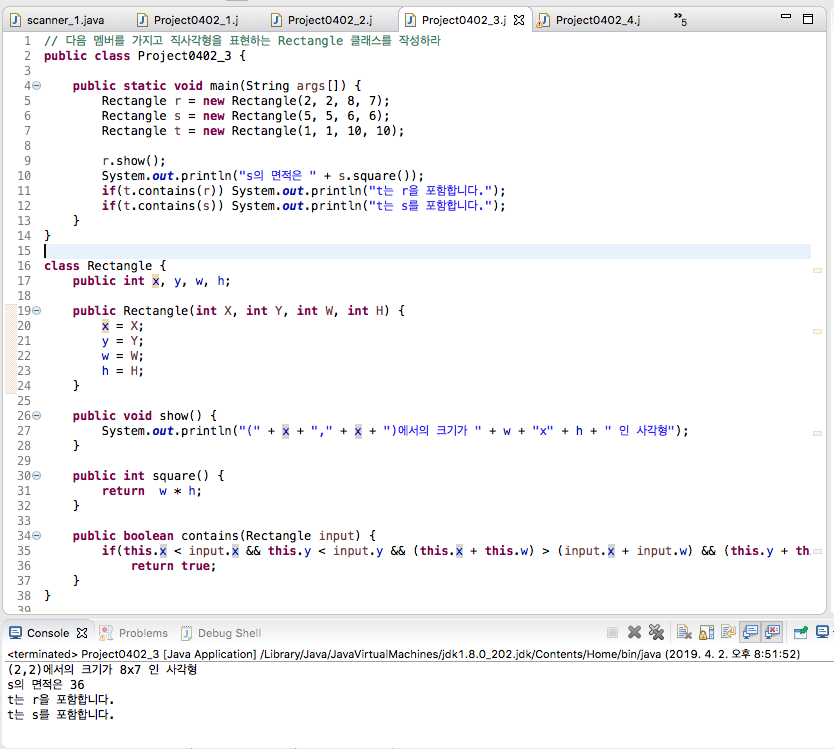 scanner_1.java Project0402_1.j Project0402_2.j Project0402_3.j Project0402_4.j »5
1 // 다음 멤버를 가지고 직사각형을 표현하는 Rectangle 클래스를 작성하라
2 public class Project0402_3 {
3
4 public static void main(String args[]) {
5 Rectangle r = new Rectangle(2, 2, 8, 7);
6 Rectangle s = new Rectangle(5, 5, 6, 6);
7 Rectangle t = new Rectangle(1, 1, 10, 10);
8
9 r.show();
10 System.out.println("s의 면적은 " + s.square());
11 if(t.contains(r)) System.out.println("t는 r을 포함합니다.");
12 if(t.contains(s)) System.out.println("t는 s를 포함합니다.");
13 }
14 }
15
16 class Rectangle {
17 public int x, y, w, h;
18
19 public Rectangle(int X, int Y, int W, int H) {
20 x = X;
21 y = Y;
22 w = W;
23 h = H;
24 }
25
26 public void show() {
27 System.out.println("(" + x + "," + x + ")에서의 크기가 " + w + "x" + h + " 인 사각형");
28 }
29
30 public int square() {
31 return  w * h;
32 }
33
34 public boolean contains(Rectangle input) {
35 if(this.x < input.x && this.y < input.y && (this.x + this.w) > (input.x + input.w) && (this.y + th
36 return true;
37 }
38 }
39
Console Problems Debug Shell
<terminated> Project0402_3 [Java Application] /Library/Java/JavaVirtualMachines/jdk1.8.0_202.jdk/Contents/Home/bin/java (2019. 4. 2. 오후 8:51:52)
(2,2)에서의 크기가 8x7 인 사각형
s의 면적은 36
t는 r을 포함합니다.
t는 s를 포함합니다.